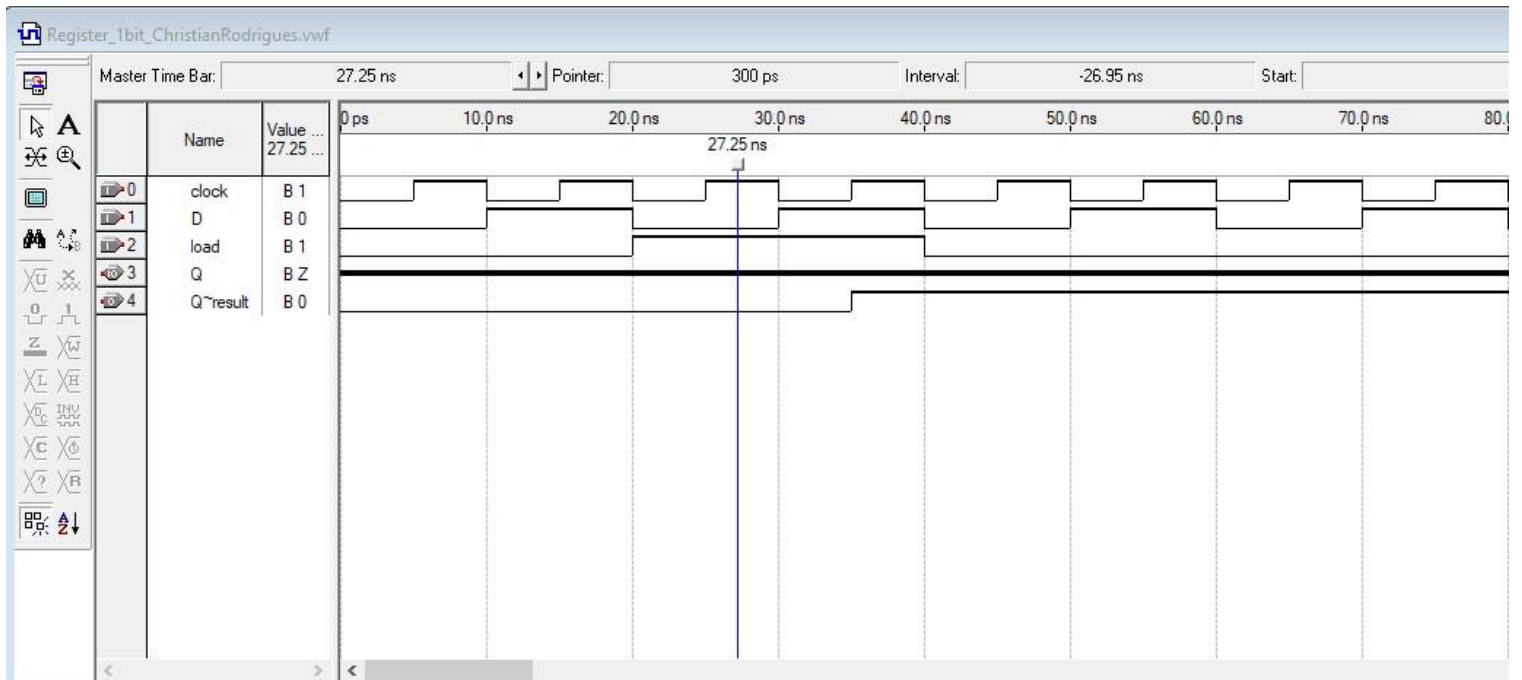 Register_1bit_ChristianRodrigues.vwf
Master Time Bar: 27.25 ns Pointer: 300 ps Interval: -26.95 ns Start:
Name Value ... 27.25 ...
0 ps 10.0 ns 20.0 ns 30.0 ns 40.0 ns 50.0 ns 60.0 ns 70.0 ns 80.0
27.25 ns
0 clock B 1
1 D B 0
2 load B 1
3 Q B Z
4 Q~result B 0